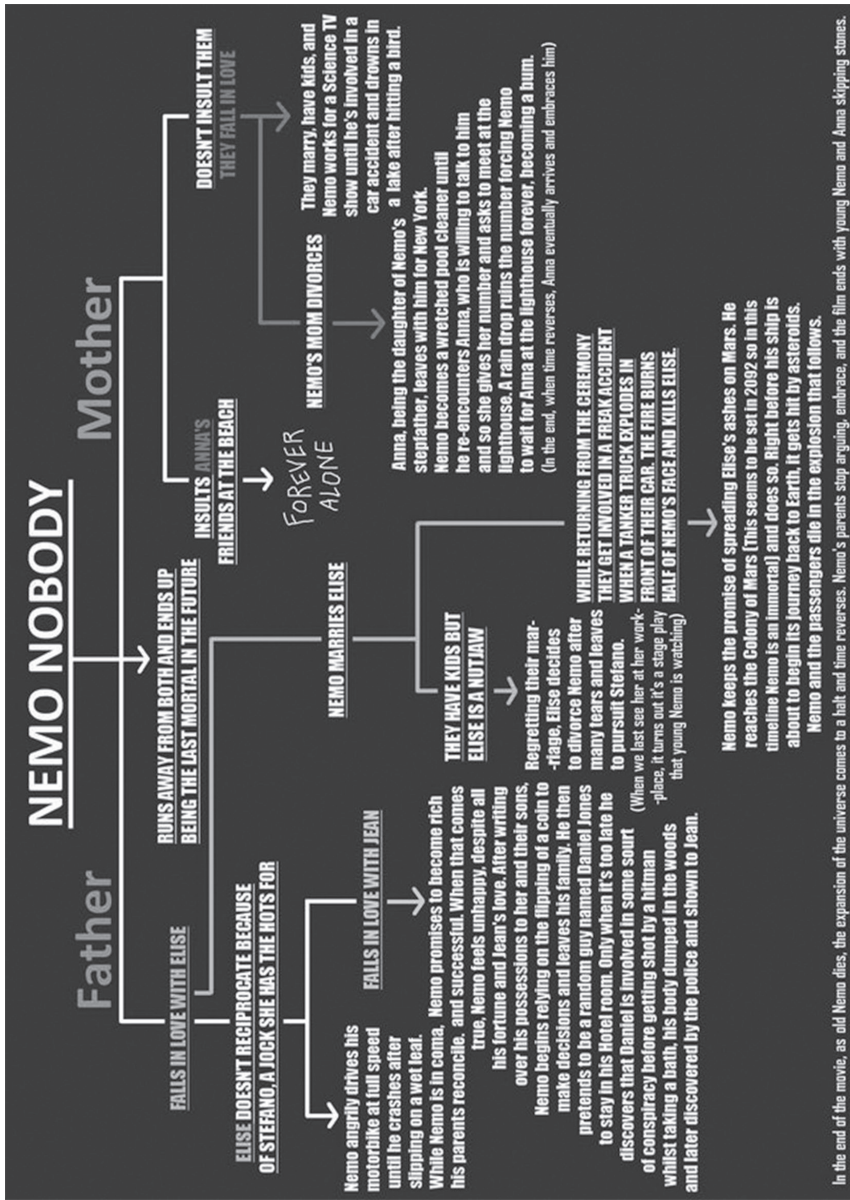 NEMO NOBODY
Father
Mother
FALLS IN LOVE WITH ELISE
ELISE DOESN'T RECIPROCATE BECAUSE
OF STEFANO, A JOCK SHE HAS THE HOTS FOR
Nemo angrily drives his
motorbike at full speed
until he crashes after
slipping on a wet leaf.
While Nemo is in coma,
his parents reconcile.
FALLS IN LOVE WITH JEAN
Nemo promises to become rich
and successful. When that comes
true, Nemo feels unhappy, despite all
his fortune and Jean's love. After writing
over his possessions to her and their sons,
Nemo begins relying on the flipping of a coin to
make decisions and leaves his family. He then
pretends to be a random guy named Daniel Jones
to stay in his Hotel room. Only when it's too late he
discovers that Daniel is involved in some sourt
of conspiracy before getting shot by a hitman
whilst taking a bath, his body dumped in the woods
and later discovered by the police and shown to Jean.
RUNS AWAY FROM BOTH AND ENDS UP
BEING THE LAST MORTAL IN THE FUTURE
NEMO MARRIES ELISE
THEY HAVE KIDS BUT
ELISE IS A NUTJAW
Regretting their mar-
-riage, Elise decides
to divorce Nemo after
many tears and leaves
to pursuit Stefano.
(When we last see her at her work-
-place, it turns out it's a stage play
that young Nemo is watching)
WHILE RETURNING FROM THE CEREMONY
THEY GET INVOLVED IN A FREAK ACCIDENT
WHEN A TANKER TRUCK EXPLODES IN
FRONT OF THEIR CAR. THE FIRE BURNS
HALF OF NEMO'S FACE AND KILLS ELISE.
Nemo keeps the promise of spreading Elise's ashes on Mars. He
reaches the Colony of Mars (This seems to be set in 2092 so in this
timeline Nemo is an immortal) and does so. Right before his ship is
about to begin its journey back to Earth, it gets hit by asteroids.
Nemo and the passengers die in the explosion that follows.
INSULTS ANNA'S
FRIENDS AT THE BEACH
FOREVER
ALONE
DOESN'T INSULT THEM
THEY FALL IN LOVE
NEMO'S MOM DIVORCES
Anna, being the daughter of Nemo's
stepfather, leaves with him for New York.
Nemo becomes a wretched pool cleaner until
he re-encounters Anna, who is willing to talk to him
and so she gives her number and asks to meet at the
lighthouse. A rain drop ruins the number forcing Nemo
to wait for Anna at the lighthouse forever, becoming a bum.
(In the end, when time reverses, Anna eventually arrives and embraces him)
They marry, have kids, and
Nemo works for a Science TV
show until he's involved in a
car accident and drowns in
a lake after hitting a bird.
In the end of the movie, as old Nemo dies, the expansion of the universe comes to a halt and time reverses. Nemo's parents stop arguing, embrace, and the film ends with young Nemo and Anna skipping stones.